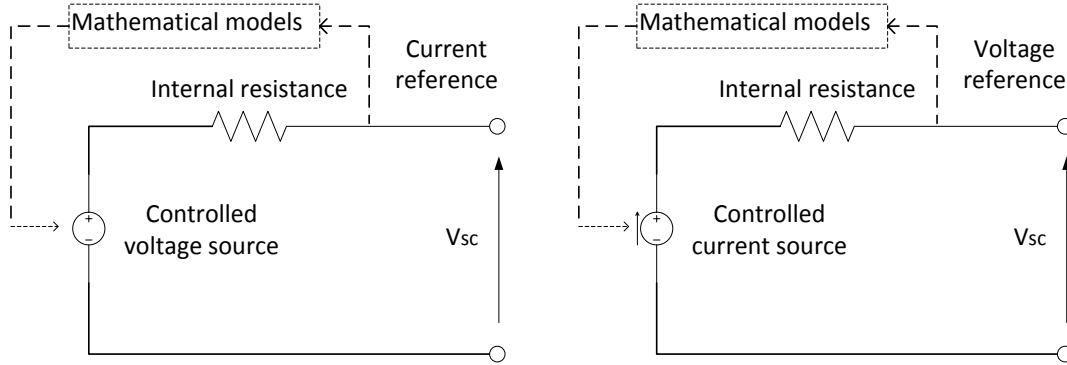 Mathematical models
Current
reference
Internal resistance
+
−
Controlled
voltage source
VSC
Mathematical models
Voltage
reference
Internal resistance
+
−
Controlled
current source
VSC